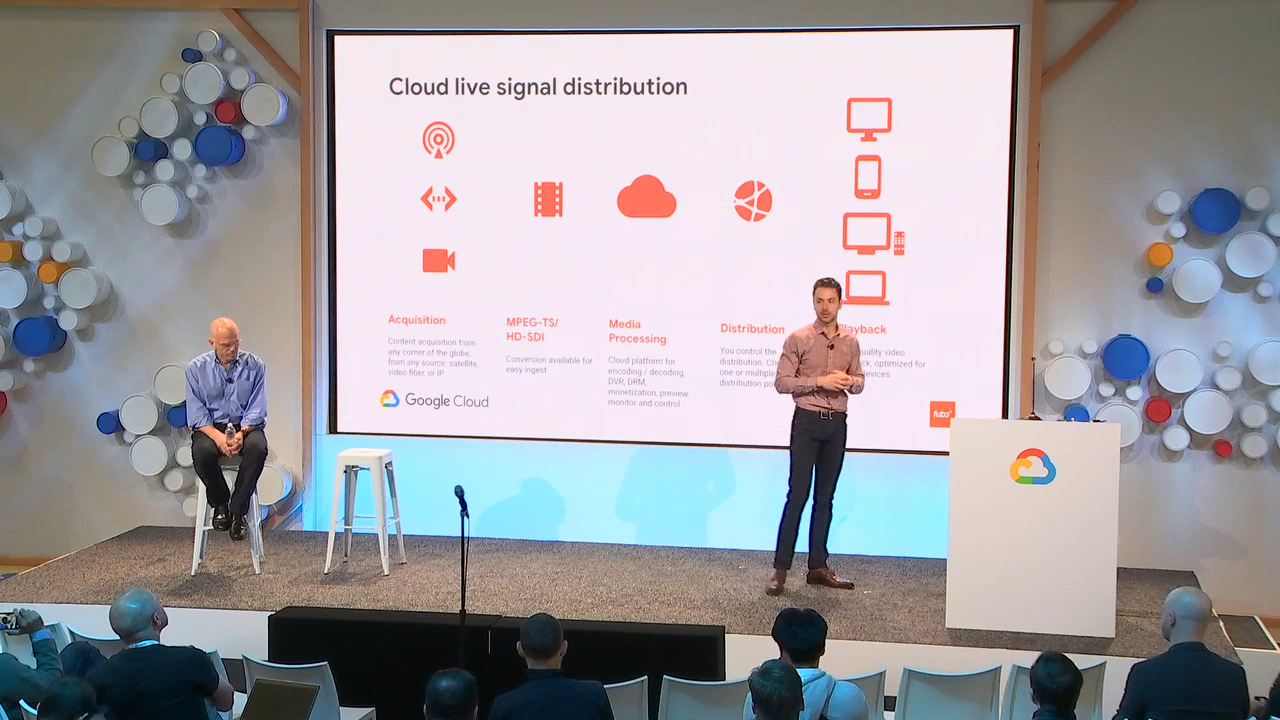 Cloud live signal distribution
Acquisition
Content acquisition from
any corner of the globe,
from any source: satellite,
video fiber, or IP
MPEG-TS/
HD-SDI
Conversion available for
easy ingest
Media
Processing
Cloud platform for
encoding / decoding,
DVR, DRM,
monetization, preview,
monitor and control
Distribution
You control the
distribution.
one or multiple
distribution
Playback
video
optimized for
Google Cloud
fubo